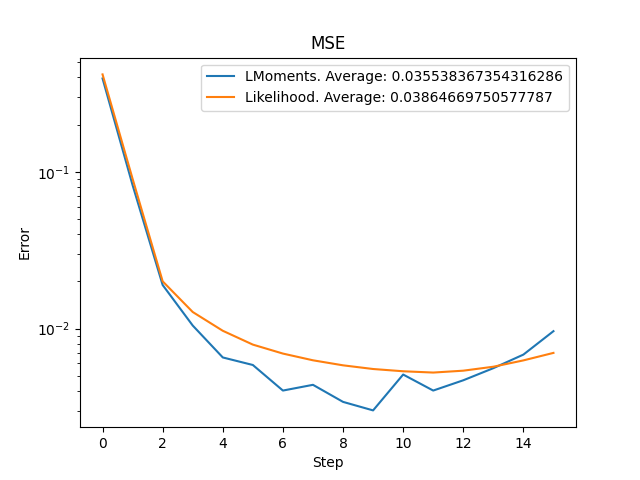 MSE
LMoments. Average: 0.035538367354316286
Likelihood. Average: 0.03864669750577787
10⁻¹
10⁻²
Error
0 2 4 6 8 10 12 14
Step